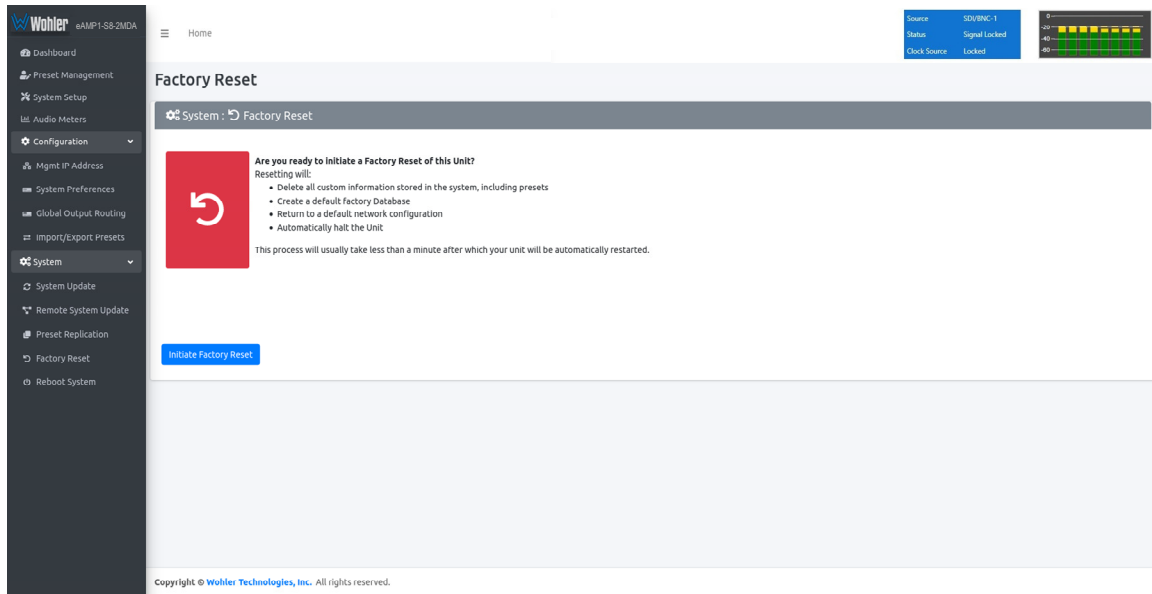 Wohler eAMP1-S8-2MDA
Dashboard
Preset Management
System Setup
Audio Meters
Configuration
Mgmt IP Address
System Preferences
Global Output Routing
Import/Export Presets
System
System Update
Remote System Update
Preset Replication
Factory Reset
Reboot System
Home
Source SDI/BNC-1
Status Signal Locked
Clock Source Locked
0
-20
-40
-60
Factory Reset
System : Factory Reset
Are you ready to initiate a Factory Reset of this Unit?
Resetting will:
• Delete all custom information stored in the system, including presets
• Create a default factory Database
• Return to a default network configuration
• Automatically halt the Unit
This process will usually take less than a minute after which your unit will be automatically restarted.
Initiate Factory Reset
Copyright © Wohler Technologies, Inc. All rights reserved.